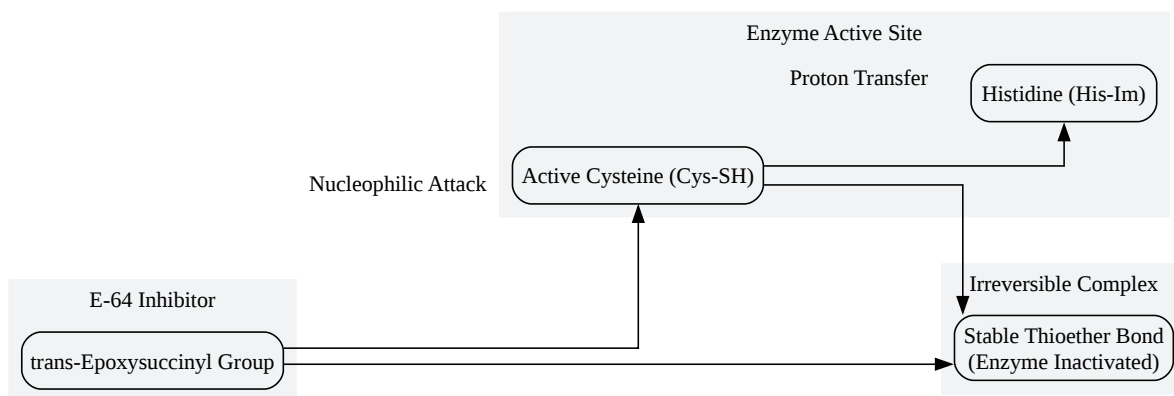 Enzyme Active Site
Proton Transfer
Histidine (His-Im)
Nucleophilic Attack
Active Cysteine (Cys-SH)
E-64 Inhibitor
trans-Epoxysuccinyl Group
Irreversible Complex
Stable Thioether Bond
(Enzyme Inactivated)